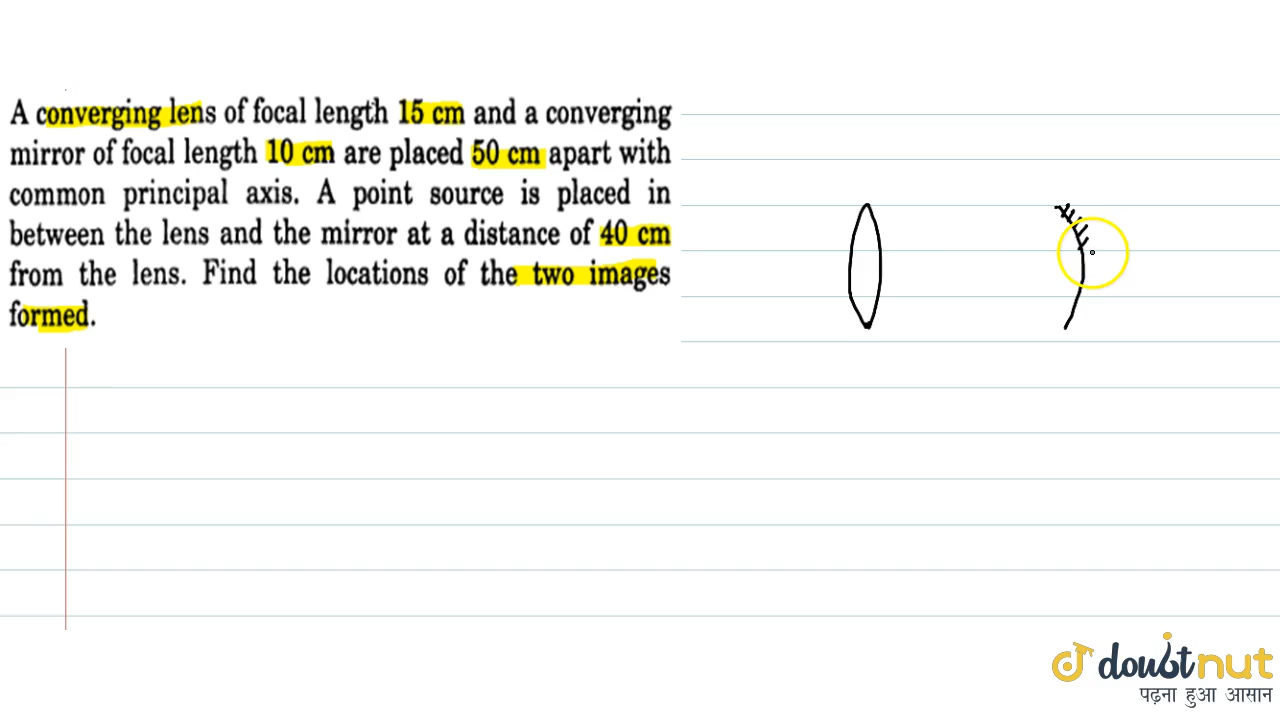 A converging lens of focal length 15 cm and a converging
mirror of focal length 10 cm are placed 50 cm apart with
common principal axis. A point source is placed in
between the lens and the mirror at a distance of 40 cm
from the lens. Find the locations of the two images
formed.
doubtnut
पढ़ना हुआ आसान